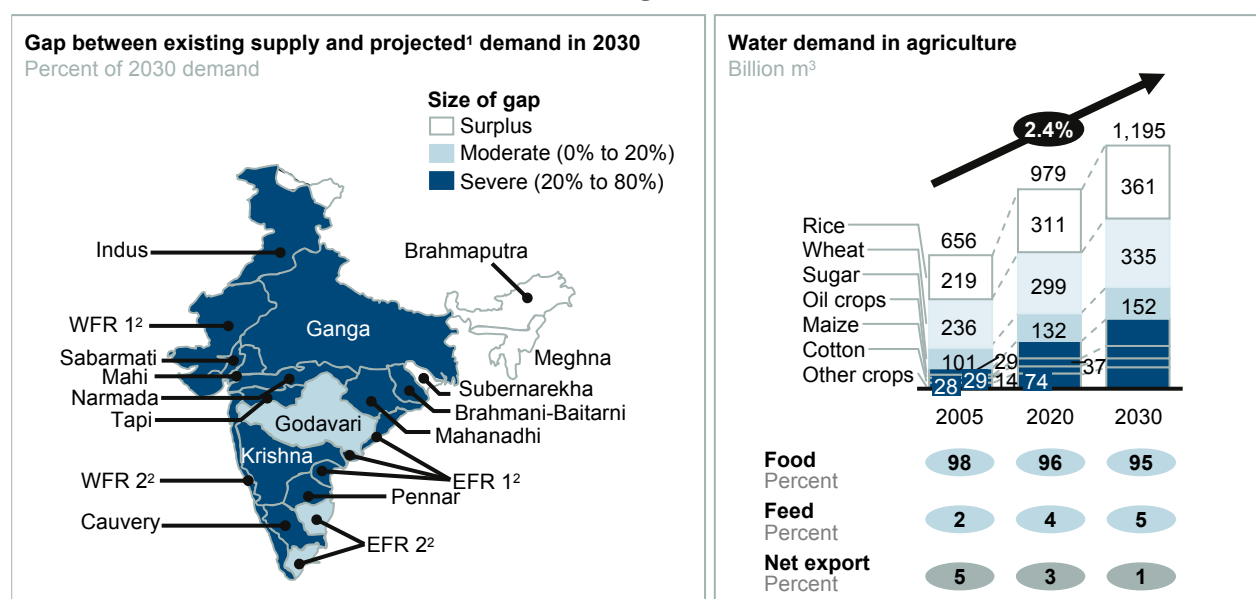 Gap between existing supply and projected¹ demand in 2030
Percent of 2030 demand
Size of gap
Surplus
Moderate (0% to 20%)
Severe (20% to 80%)
Indus
Brahmaputra
WFR 1²
Ganga
Sabarmati
Meghna
Mahi
Subernarekha
Narmada
Brahmani-Baitarni
Tapi
Godavari
Mahanadhi
Krishna
WFR 2²
EFR 1²
Pennar
Cauvery
EFR 2²
Water demand in agriculture
Billion m³
2.4%
1,195
979
361
Rice
656
311
Wheat
219
335
Sugar
299
Oil crops
152
Maize
236
132
Cotton
101
29
37
Other crops
28
29
14
74
2005 2020 2030
Food
98 96 95
Percent
Feed
2 4 5
Percent
Net export
5 3 1
Percent